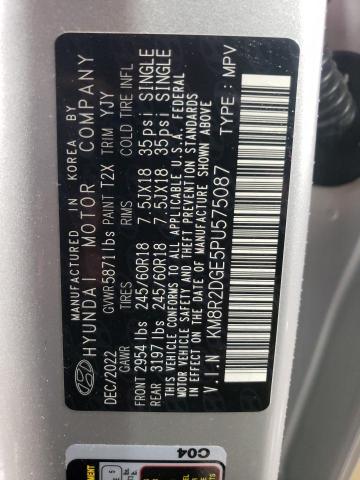 MANUFACTURED IN KOREA BY
HYUNDAI MOTOR COMPANY
DEC/2022 GVWR5871 lbs PAINT T2X TRIM YJY
GAWR TIRES RIMS COLD TIRE INFL
FRONT 2954 lbs 245/60R18 7.5JX18 35psi SINGLE
REAR 3197 lbs 245/60R18 7.5JX18 35psi SINGLE
THIS VEHICLE CONFORMS TO ALL APPLICABLE U.S.A. FEDERAL
MOTOR VEHICLE SAFETY AND THEFT PREVENTION STANDARDS
IN EFFECT ON THE DATE OF MANUFACTURE SHOWN ABOVE
V.I.N : KM8R2DGE5PU575087 TYPE : MPV
C04